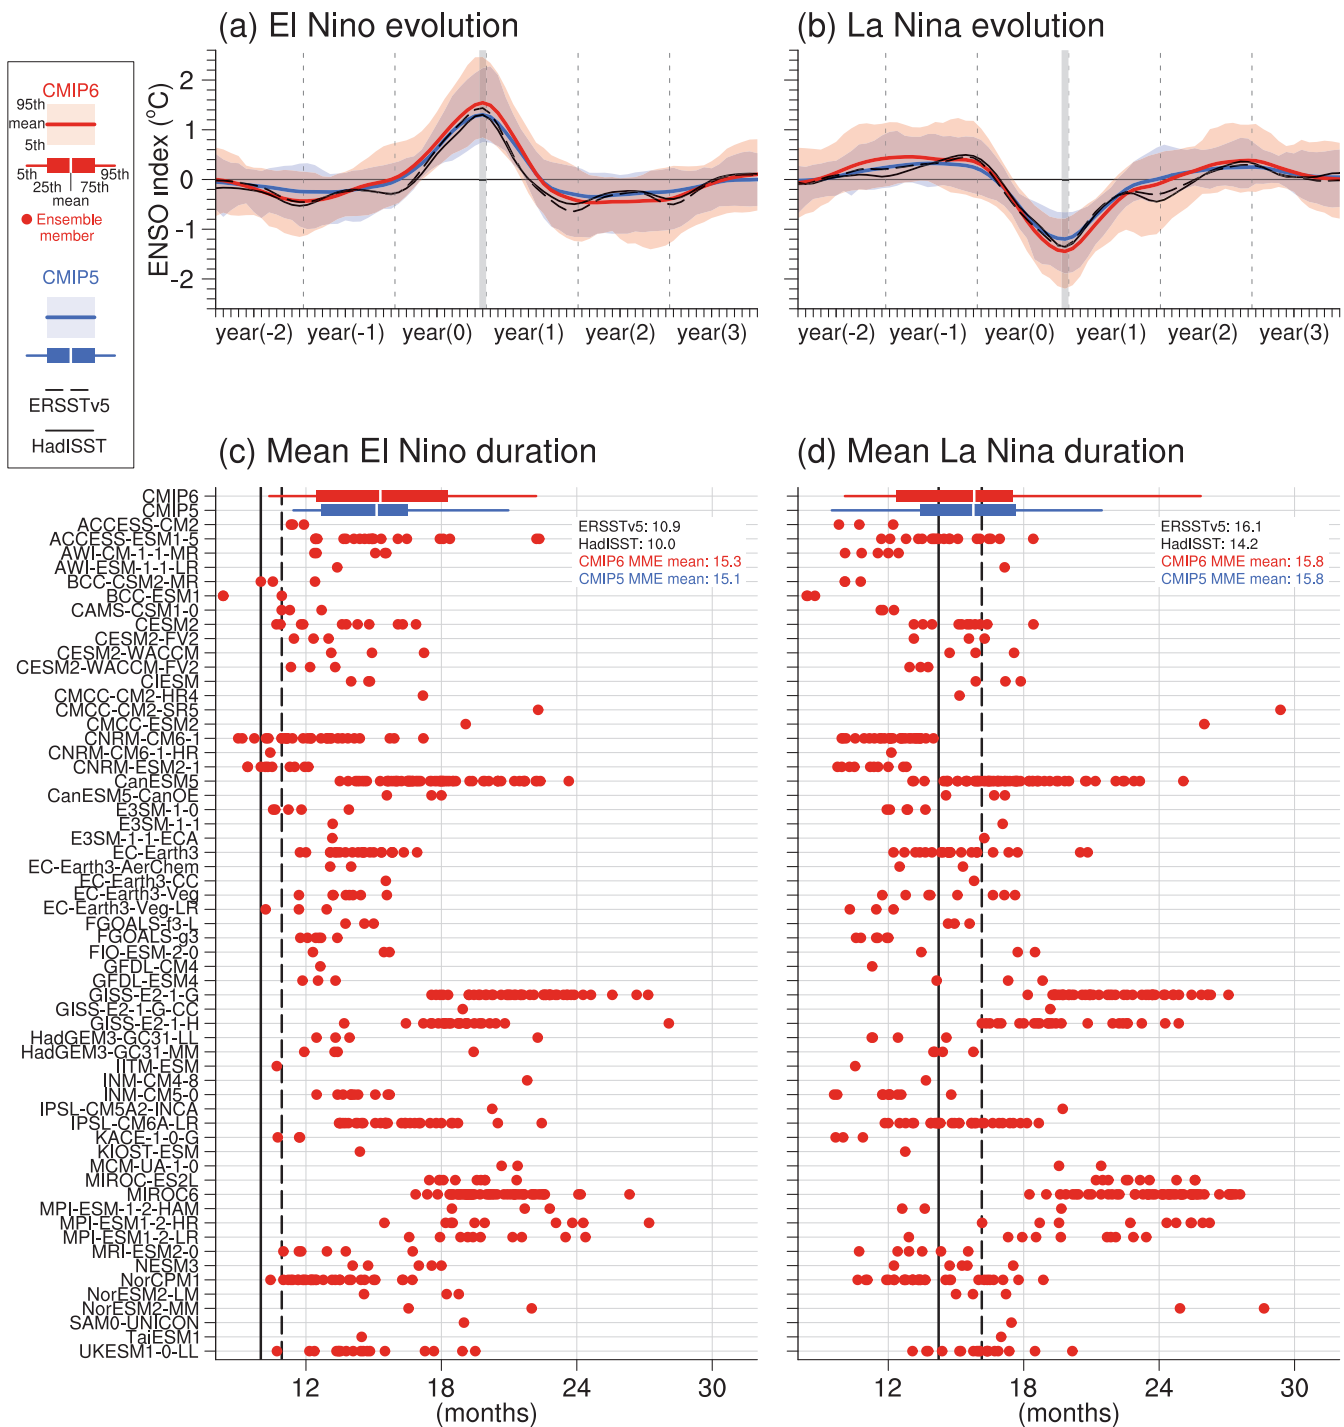 (a) El Nino evolution
(b) La Nina evolution
CMIP6
95th
mean
5th
5th
95th
25th
75th
mean
Ensemble
member
CMIP5
ERSSTv5
HadISST
ENSO index (°C)
2
1
0
-1
-2
year(-2)
year(-1)
year(0)
year(1)
year(2)
year(3)
2
1
0
-1
-2
year(-2)
year(-1)
year(0)
year(1)
year(2)
year(3)
(c) Mean El Nino duration
(d) Mean La Nina duration
ERSSTv5: 10.9
HadISST: 10.0
CMIP6 MME mean: 15.3
CMIP5 MME mean: 15.1
ERSSTv5: 16.1
HadISST: 14.2
CMIP6 MME mean: 15.8
CMIP5 MME mean: 15.8
CMIP6
CMIP5
ACCESS-CM2
ACCESS-ESM1-5
AWI-CM-1-1-MR
AWI-ESM-1-1-LR
BCC-CSM2-MR
BCC-ESM1
CAMS-CSM1-0
CESM2
CESM2-FV2
CESM2-WACCM
CESM2-WACCM-FV2
CIESM
CMCC-CM2-HR4
CMCC-CM2-SR5
CMCC-ESM2
CNRM-CM6-1
CNRM-CM6-1-HR
CNRM-ESM2-1
CanESM5
CanESM5-CanOE
E3SM-1-0
E3SM-1-1
E3SM-1-1-ECA
EC-Earth3
EC-Earth3-AerChem
EC-Earth3-CC
EC-Earth3-Veg
EC-Earth3-Veg-LR
FGOALS-f3-L
FGOALS-g3
FIO-ESM-2-0
GFDL-CM4
GFDL-ESM4
GISS-E2-1-G
GISS-E2-1-G-CC
GISS-E2-1-H
HadGEM3-GC31-LL
HadGEM3-GC31-MM
IITM-ESM
INM-CM4-8
INM-CM5-0
IPSL-CM5A2-INCA
IPSL-CM6A-LR
KACE-1-0-G
KIOST-ESM
MCM-UA-1-0
MIROC-ES2L
MIROC6
MPI-ESM-1-2-HAM
MPI-ESM1-2-HR
MPI-ESM1-2-LR
MRI-ESM2-0
NESM3
NorCPM1
NorESM2-LM
NorESM2-MM
SAM0-UNICON
TaiESM1
UKESM1-0-LL
12
18
24
30
(months)
12
18
24
30
(months)